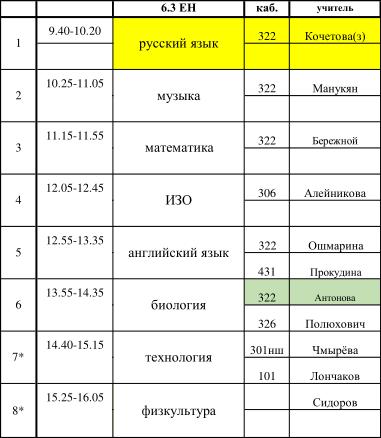 6.3 ЕН каб. учитель
1 9.40-10.20 русский язык 322 Кочетова(з)
2 10.25-11.05 музыка 322 Манукян
3 11.15-11.55 математика 322 Бережной
4 12.05-12.45 ИЗО 306 Алейникова
5 12.55-13.35 английский язык 322 Ошмарина
431 Прокудина
6 13.55-14.35 биология 322 Антонова
326 Полюхович
7* 14.40-15.15 технология 301нш Чмырёва
101 Лончаков
8* 15.25-16.05 физкультура Сидоров